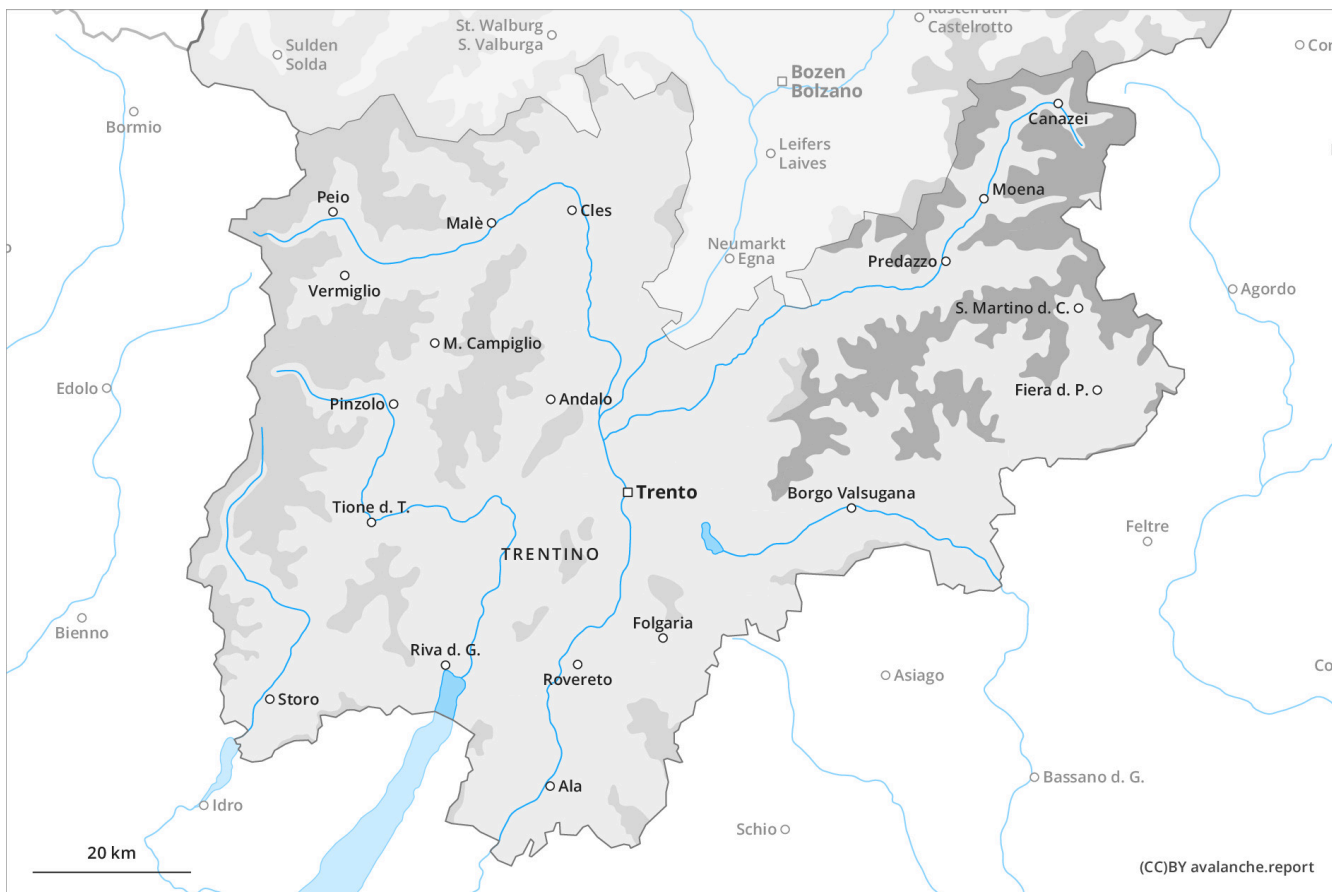 St. Walburg
S. Valburga
Castelrotto
Sulden
Solda
Bozen
Bolzano
Bormio
Canazei
Leifers
Laives
Peio
Moena
Malè
Cles
Neumarkt
Egna
Predazzo
Vermiglio
Agordo
S. Martino d. C.
M. Campiglio
Edolo
Fiera d. P.
Pinzolo
Andalo
Trento
Borgo Valsugana
Tione d. T.
Feltre
TRENTINO
Bienno
Folgaria
Riva d. G.
Rovereto
Asiago
Storo
Bassano d. G.
Ala
Idro
Schio
20 km
(CC)BY avalanche.report